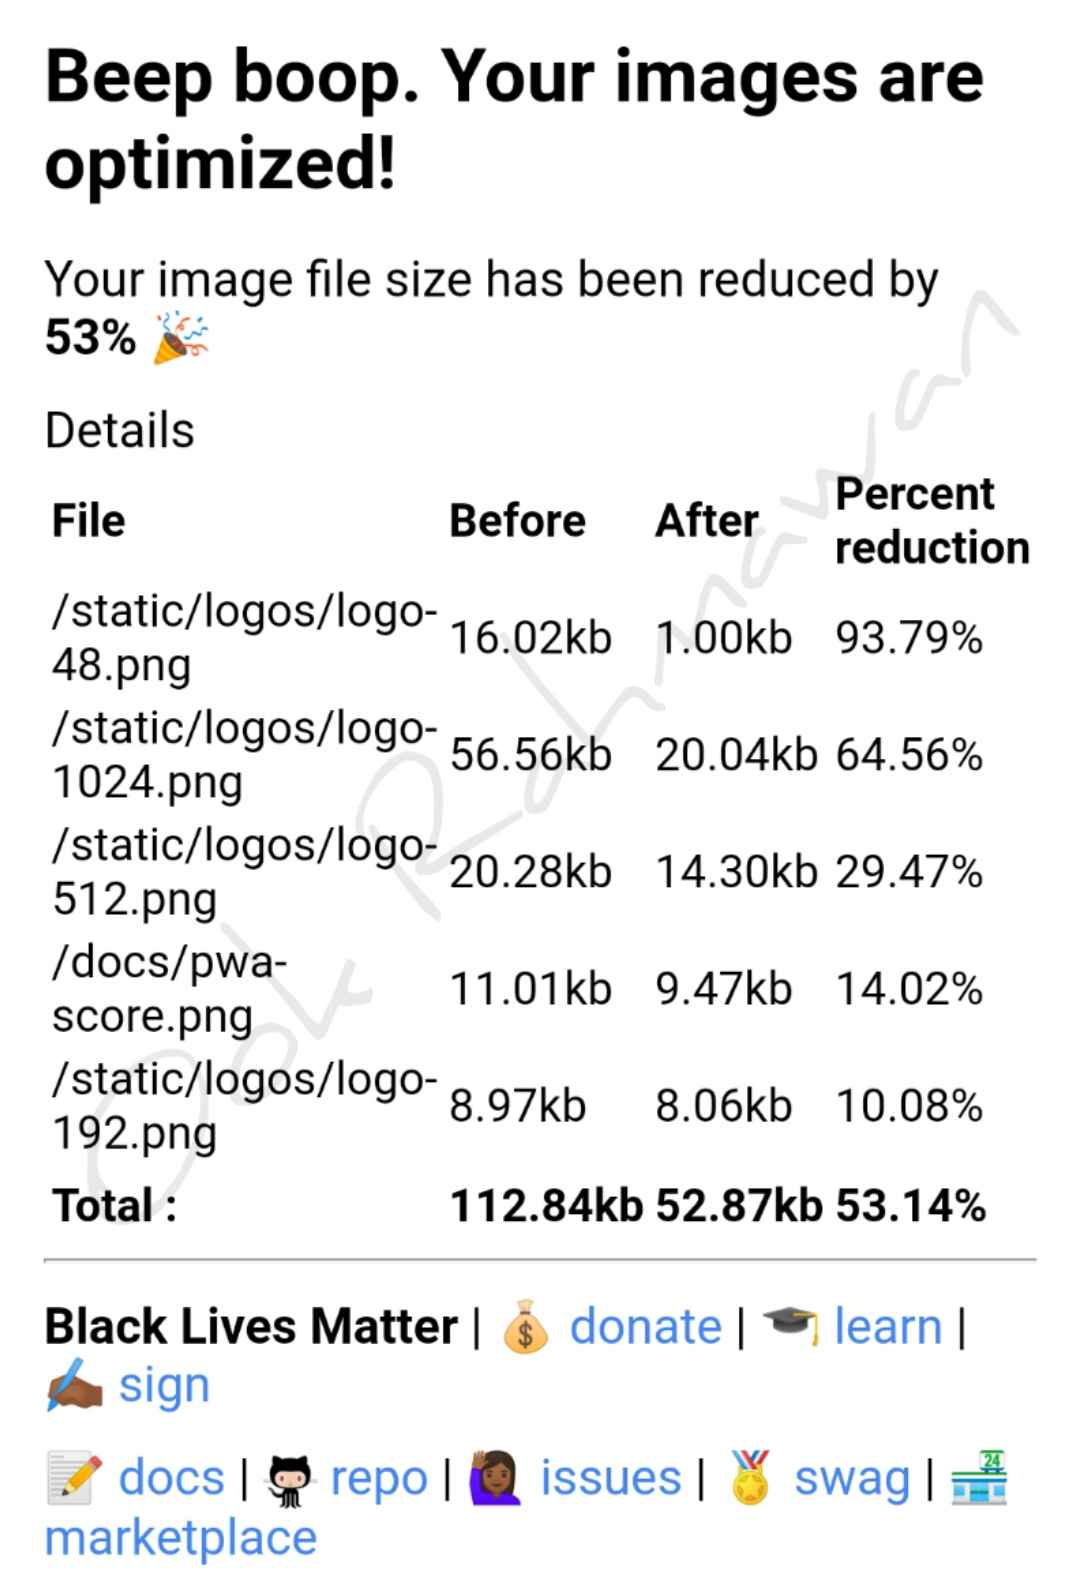 Beep boop. Your images are
optimized!
Your image file size has been reduced by
53% 🎉
Details
File Before After Percent reduction
/static/logos/logo-
48.png 16.02kb 1.00kb 93.79%
/static/logos/logo-
1024.png 56.56kb 20.04kb 64.56%
/static/logos/logo-
512.png 20.28kb 14.30kb 29.47%
/docs/pwa-
score.png 11.01kb 9.47kb 14.02%
/static/logos/logo-
192.png 8.97kb 8.06kb 10.08%
Total : 112.84kb 52.87kb 53.14%
Black Lives Matter | 💰 donate | 🎓 learn |
✍🏾 sign
📝 docs | repo | 🙋🏾‍♀️ issues | 🏅 swag | 🏪
marketplace
Ook Rahmawan